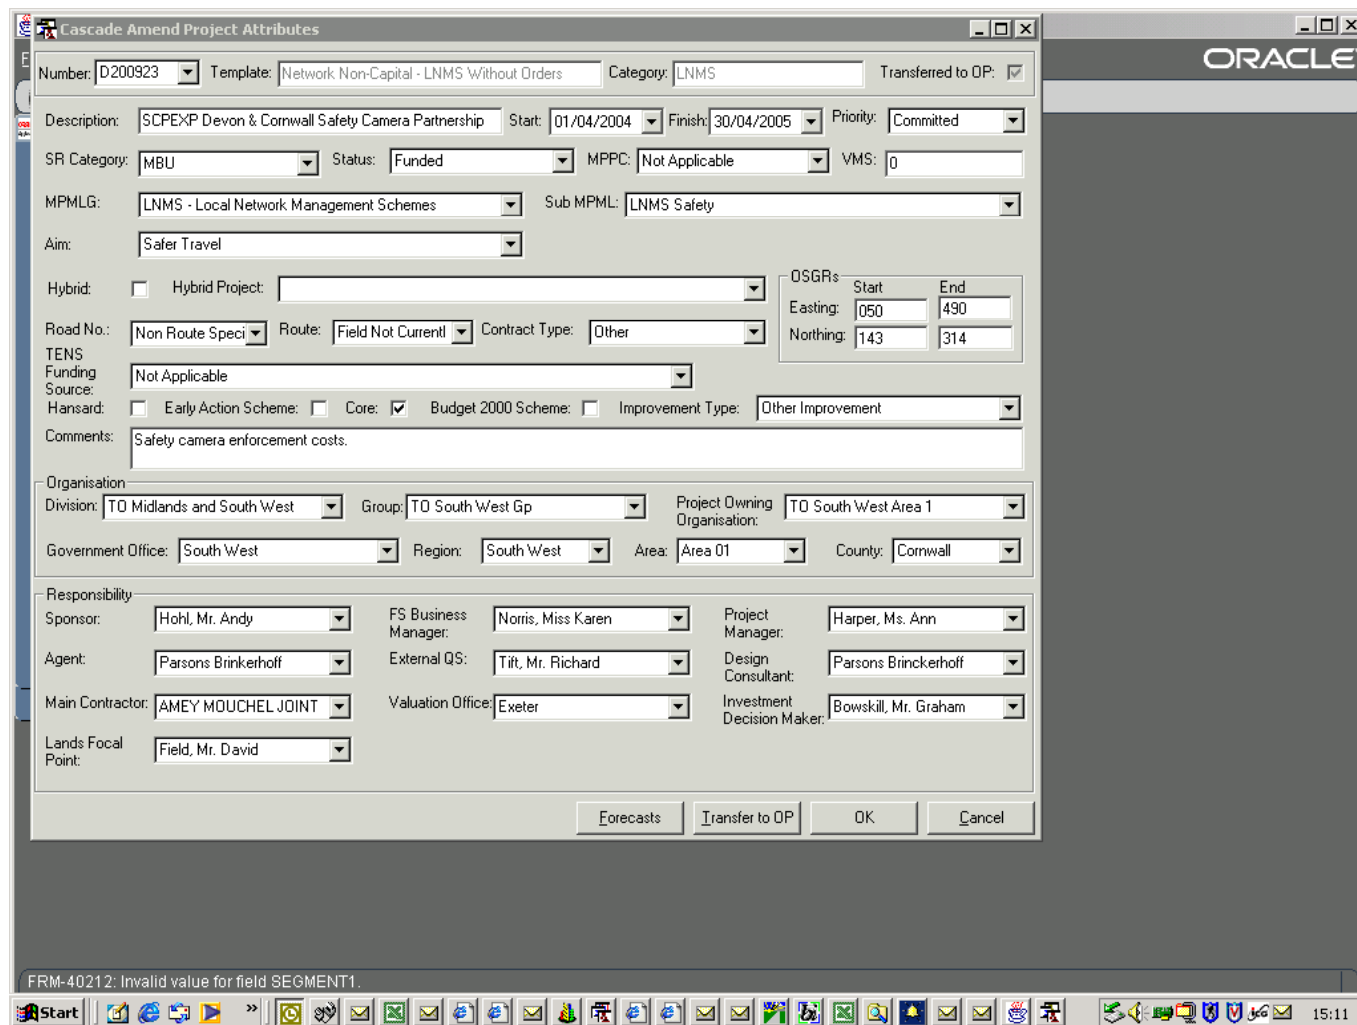 Cascade Amend Project Attributes
ORACLE
Number: D200923 Template: Network Non-Capital - LNMS Without Orders Category: LNMS Transferred to OP:
Description: SCPEXP Devon & Cornwall Safety Camera Partnership Start: 01/04/2004 Finish: 30/04/2005 Priority: Committed
SR Category: MBU Status: Funded MPPC: Not Applicable VMS: 0
MPMLG: LNMS - Local Network Management Schemes Sub MPML: LNMS Safety
Aim: Safer Travel
OSGRs
Start End
Hybrid: Hybrid Project:
Easting: 050 490
Road No.: Non Route Speci Route: Field Not Currentl Contract Type: Other Northing: 143 314
TENS
Funding
Source: Not Applicable
Hansard: Early Action Scheme: Core: Budget 2000 Scheme: Improvement Type: Other Improvement
Comments: Safety camera enforcement costs.
Organisation
Division: TO Midlands and South West Group: TO South West Gp Project Owning
Organisation: TO South West Area 1
Government Office: South West Region: South West Area: Area 01 County: Cornwall
Responsibility
Sponsor: Hohl, Mr. Andy FS Business
Manager: Norris, Miss Karen Project
Manager: Harper, Ms. Ann
Agent: Parsons Brinkerhoff External QS: Tift, Mr. Richard Design
Consultant: Parsons Brinckerhoff
Main Contractor: AMEY MOUCHEL JOINT Valuation Office: Exeter Investment
Decision Maker: Bowskill, Mr. Graham
Lands Focal
Point: Field, Mr. David
Forecasts Transfer to OP OK Cancel
FRM-40212: Invalid value for field SEGMENT1.
Start » 15:11